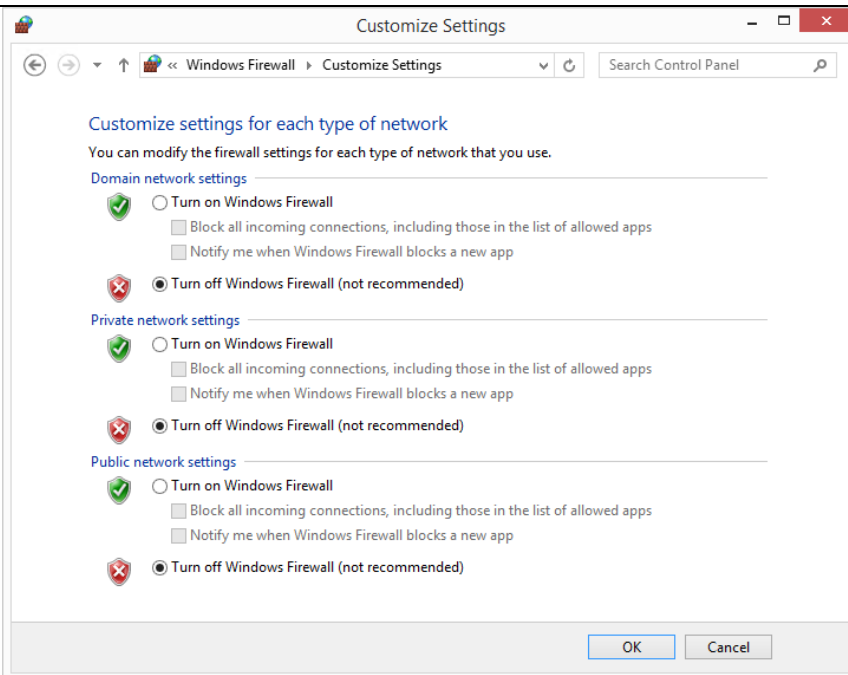 Customize Settings
« Windows Firewall ▸ Customize Settings
Search Control Panel
Customize settings for each type of network
You can modify the firewall settings for each type of network that you use.
Domain network settings
Turn on Windows Firewall
Block all incoming connections, including those in the list of allowed apps
Notify me when Windows Firewall blocks a new app
Turn off Windows Firewall (not recommended)
Private network settings
Turn on Windows Firewall
Block all incoming connections, including those in the list of allowed apps
Notify me when Windows Firewall blocks a new app
Turn off Windows Firewall (not recommended)
Public network settings
Turn on Windows Firewall
Block all incoming connections, including those in the list of allowed apps
Notify me when Windows Firewall blocks a new app
Turn off Windows Firewall (not recommended)
OK Cancel